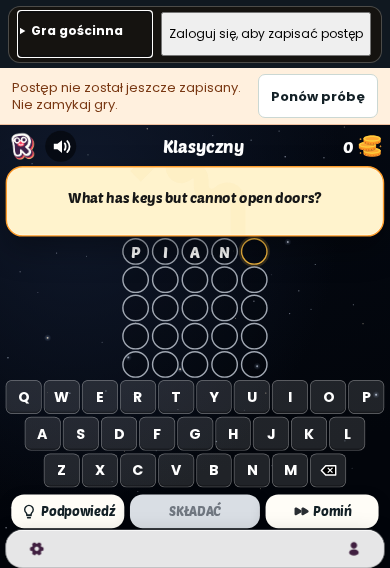 Gra gościnna
Zaloguj się, aby zapisać postęp
Postęp nie został jeszcze zapisany.
Nie zamykaj gry.
Ponów próbę
Klasyczny
0
What has keys but cannot open doors?
P I A N
Q W E R T Y U I O P
A S D F G H J K L
Z X C V B N M
Podpowiedź
SKŁADAĆ
Pomiń